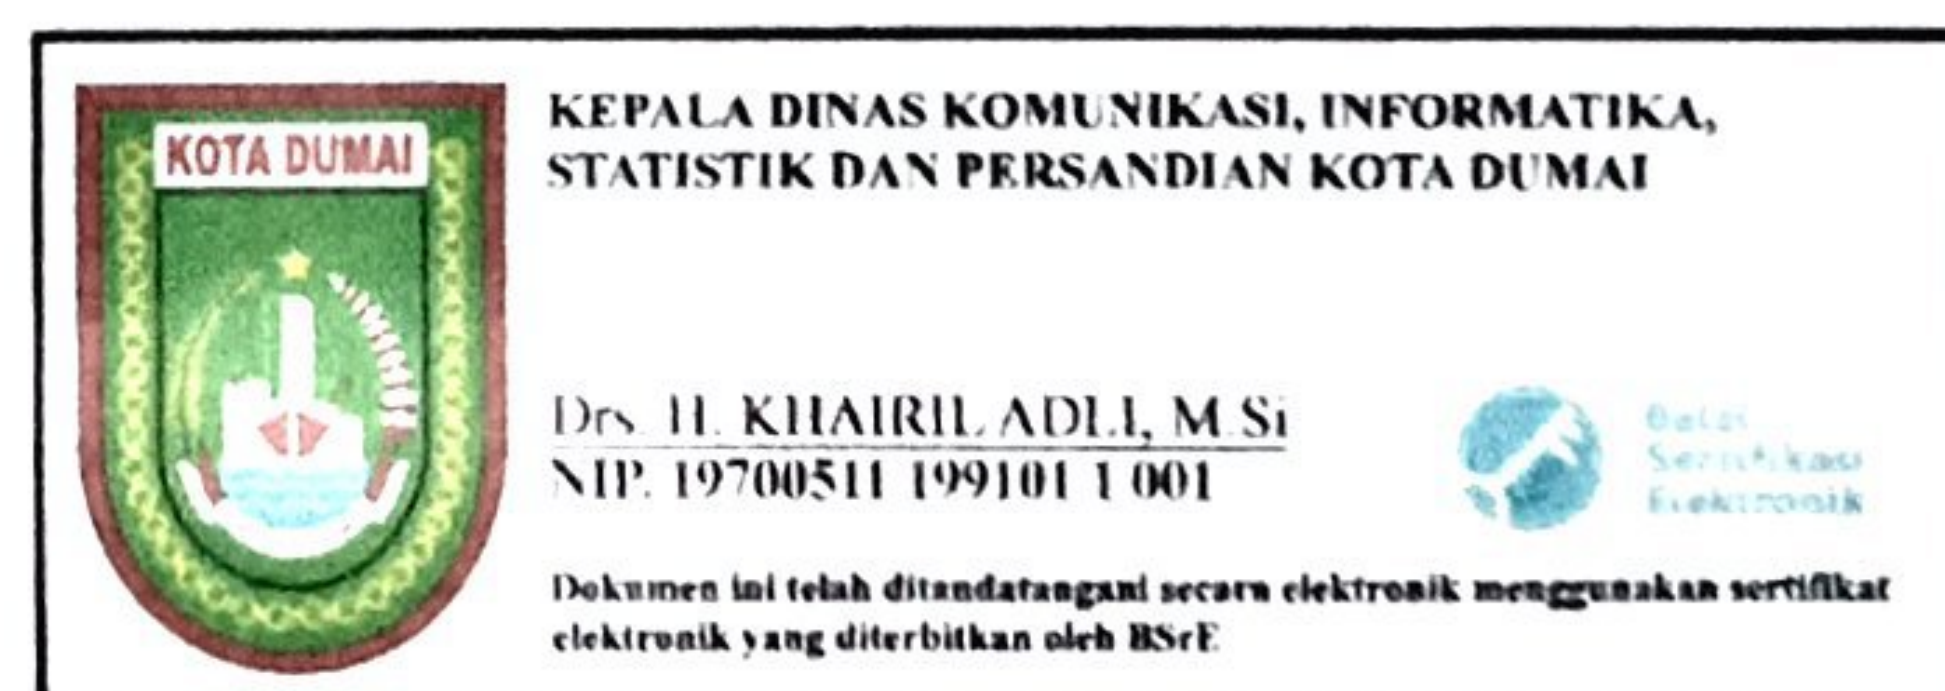 KOTA DUMAI
KEPALA DINAS KOMUNIKASI, INFORMATIKA,
STATISTIK DAN PERSANDIAN KOTA DUMAI
Drs. H. KHAIRIL ADLI, M.Si
NIP. 19700511 199101 1 001
Balai
Sertifikasi
Elektronik
Dokumen ini telah ditandatangani secara elektronik menggunakan sertifikat
elektronik yang diterbitkan oleh BSrE